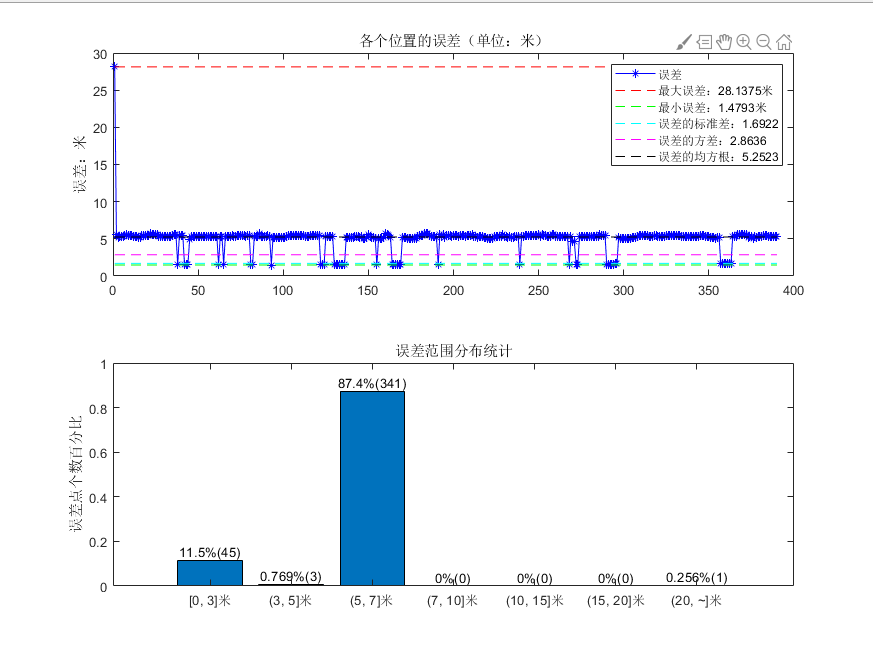 各个位置的误差（单位：米）
30
25
20
15
10
5
0
误差：米
误差
最大误差：28.1375米
最小误差：1.4793米
误差的标准差：1.6922
误差的方差：2.8636
误差的均方根：5.2523
0 50 100 150 200 250 300 350 400
误差范围分布统计
1
0.8
0.6
0.4
0.2
0
误差点个数百分比
87.4%(341)
11.5%(45)
0.769%(3)
0%(0)
0%(0)
0%(0)
0.256%(1)
[0, 3]米 (3, 5]米 (5, 7]米 (7, 10]米 (10, 15]米 (15, 20]米 (20, ~]米